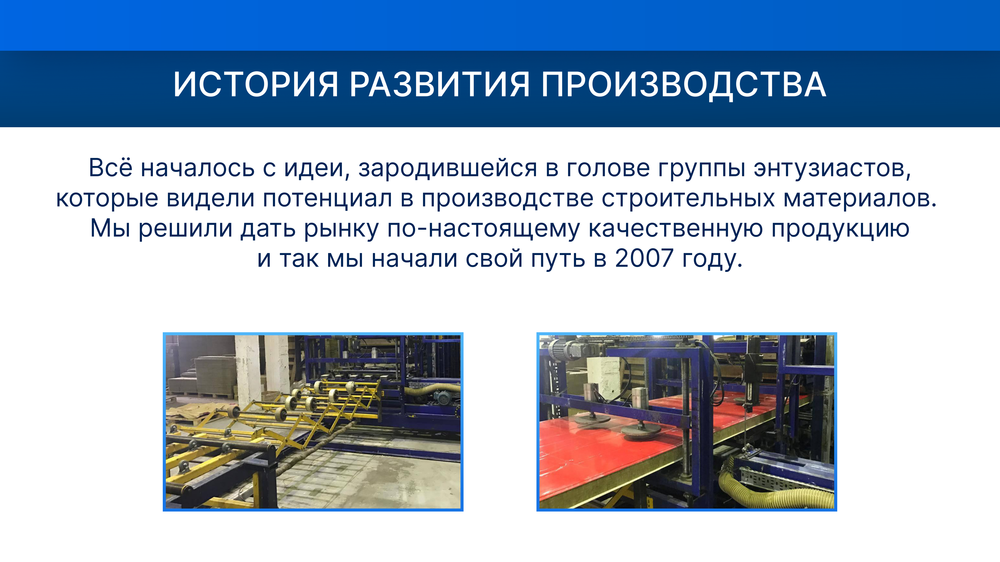 ИСТОРИЯ РАЗВИТИЯ ПРОИЗВОДСТВА
Всё началось с идеи, зародившейся в голове группы энтузиастов,
которые видели потенциал в производстве строительных материалов.
Мы решили дать рынку по-настоящему качественную продукцию
и так мы начали свой путь в 2007 году.